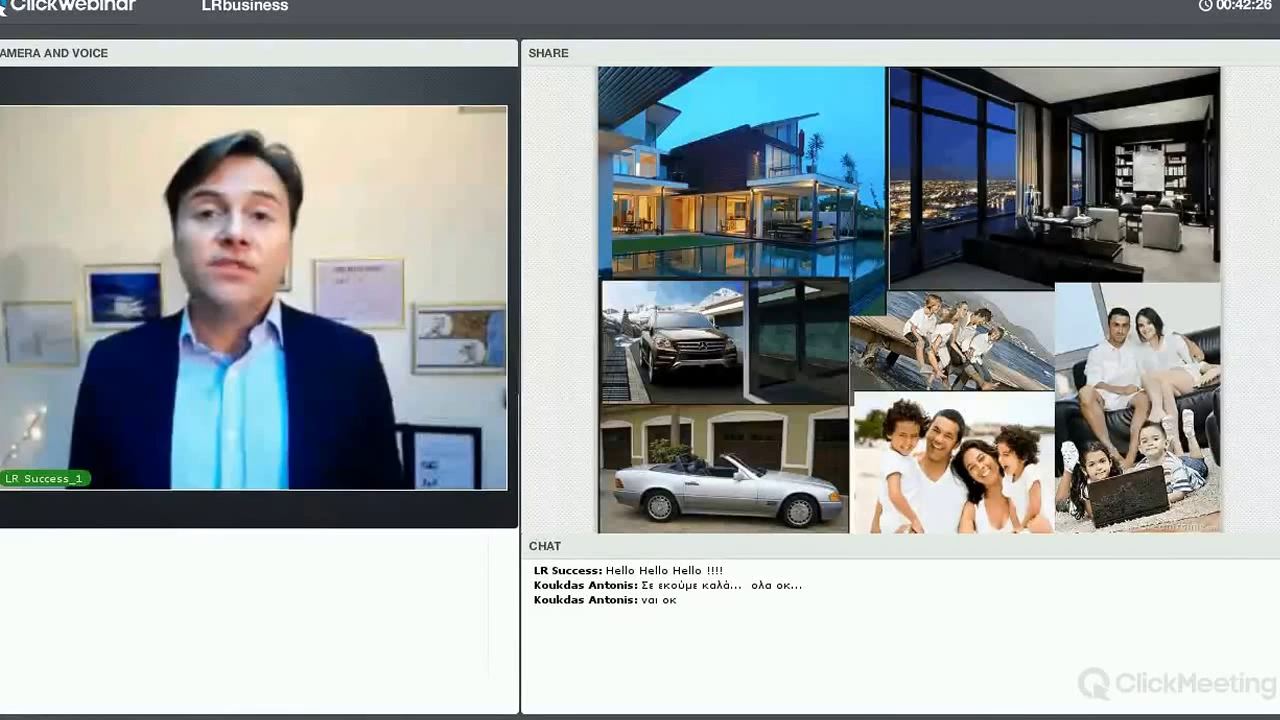 ClickWebinar
LRbusiness
00:42:26
AMERA AND VOICE
SHARE
LR Success_1
CHAT
LR Success: Hello Hello Hello !!!!
Koukdas Antonis: Σε εκούμε καλά... ολα οκ...
Koukdas Antonis: ναι οκ
ClickMeeting